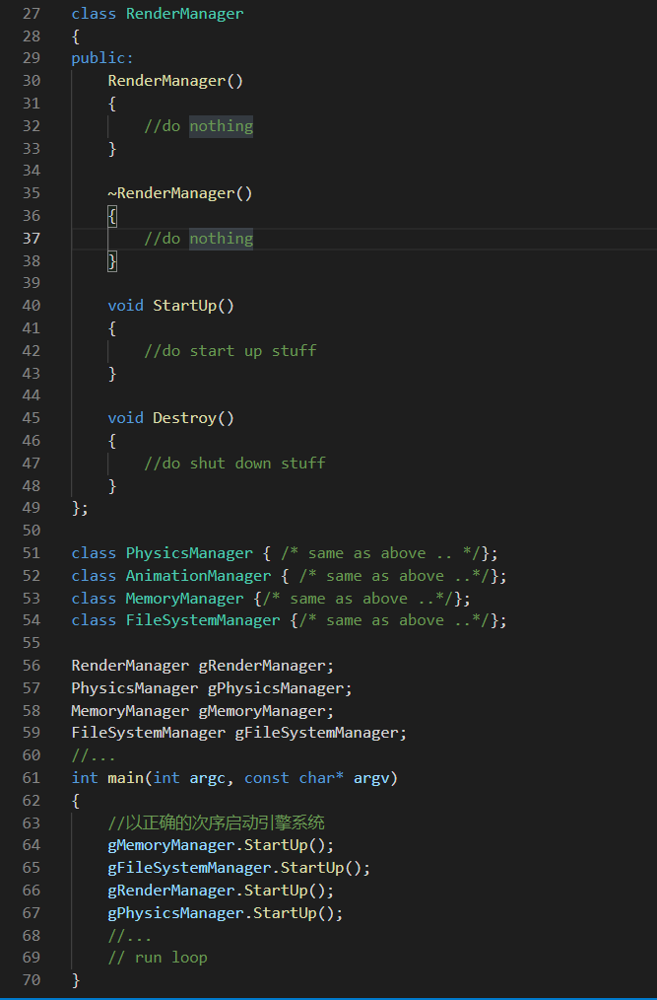 27 class RenderManager
28 {
29 public:
30 RenderManager()
31 {
32 //do nothing
33 }
34
35 ~RenderManager()
36 {
37 //do nothing
38 }
39
40 void StartUp()
41 {
42 //do start up stuff
43 }
44
45 void Destroy()
46 {
47 //do shut down stuff
48 }
49 };
50
51 class PhysicsManager { /* same as above .. */};
52 class AnimationManager { /* same as above ..*/};
53 class MemoryManager {/* same as above ..*/};
54 class FileSystemManager {/* same as above ..*/};
55
56 RenderManager gRenderManager;
57 PhysicsManager gPhysicsManager;
58 MemoryManager gMemoryManager;
59 FileSystemManager gFileSystemManager;
60 //...
61 int main(int argc, const char* argv)
62 {
63 //以正确的次序启动引擎系统
64 gMemoryManager.StartUp();
65 gFileSystemManager.StartUp();
66 gRenderManager.StartUp();
67 gPhysicsManager.StartUp();
68 //...
69 // run loop
70 }